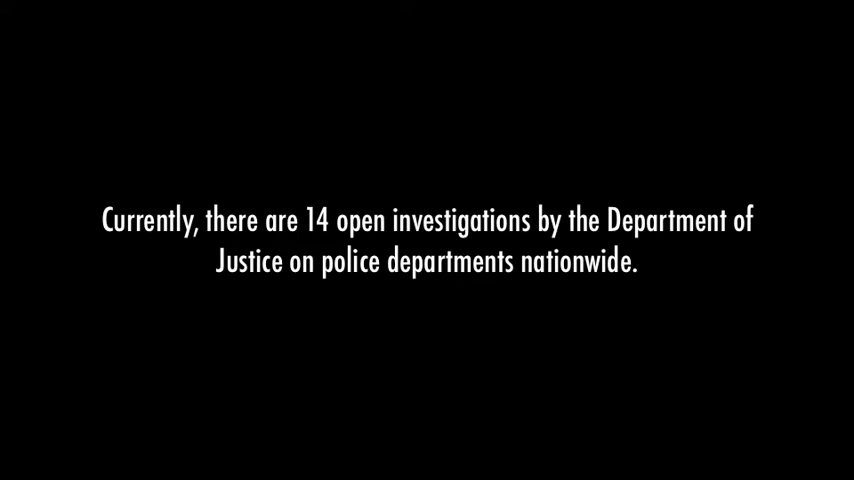 Currently, there are 14 open investigations by the Department of
Justice on police departments nationwide.